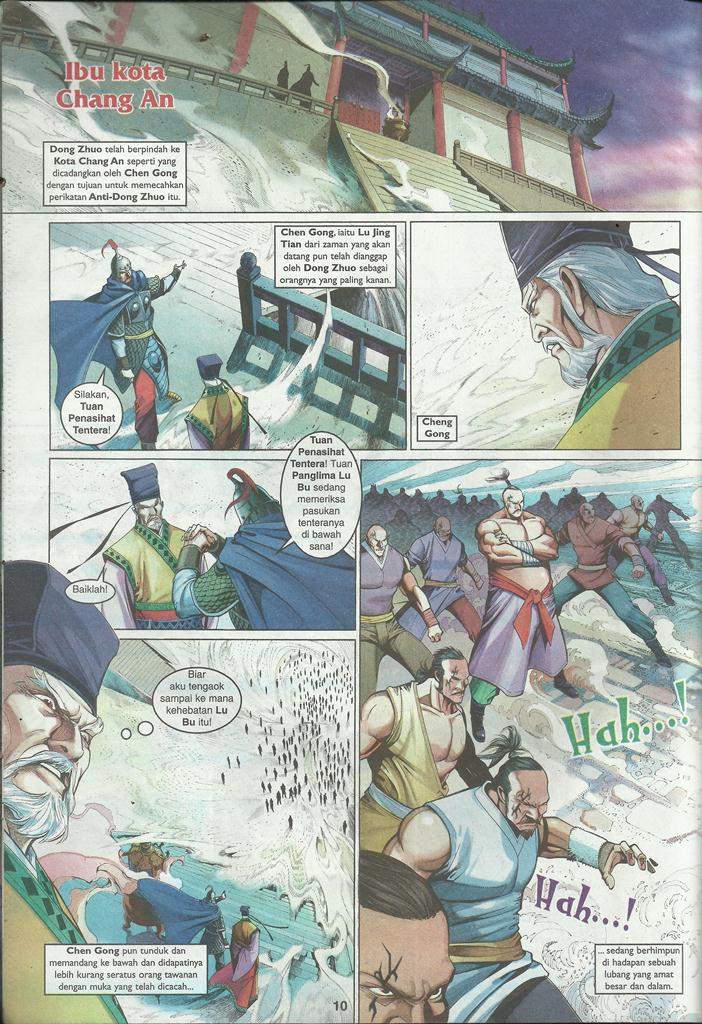 Ibu kota
Chang An
Dong Zhuo telah berpindah ke
Kota Chang An seperti yang
dicadangkan oleh Chen Gong
dengan tujuan untuk memecahkan
perikatan Anti-Dong Zhuo itu.
Chen Gong, iaitu Lu Jing
Tian dari zaman yang akan
datang pun telah dianggap
oleh Dong Zhuo sebagai
orangnya yang paling kanan.
Silakan,
Tuan
Penasihat
Tentera!
Cheng
Gong
Tuan
Penasihat
Tentera! Tuan
Panglima Lu
Bu sedang
memeriksa
pasukan
tenteranya
di bawah
sana!
Baiklah!
Biar
aku tengaok
sampai ke mana
kehebatan Lu
Bu itu!
Chen Gong pun tunduk dan
memandang ke bawah dan didapatinya
lebih kurang seratus orang tawanan
dengan muka yang telah dicacah...
Hah...!
Hah...!
... sedang berhimpun
di hadapan sebuah
lubang yang amat
besar dan dalam.
10